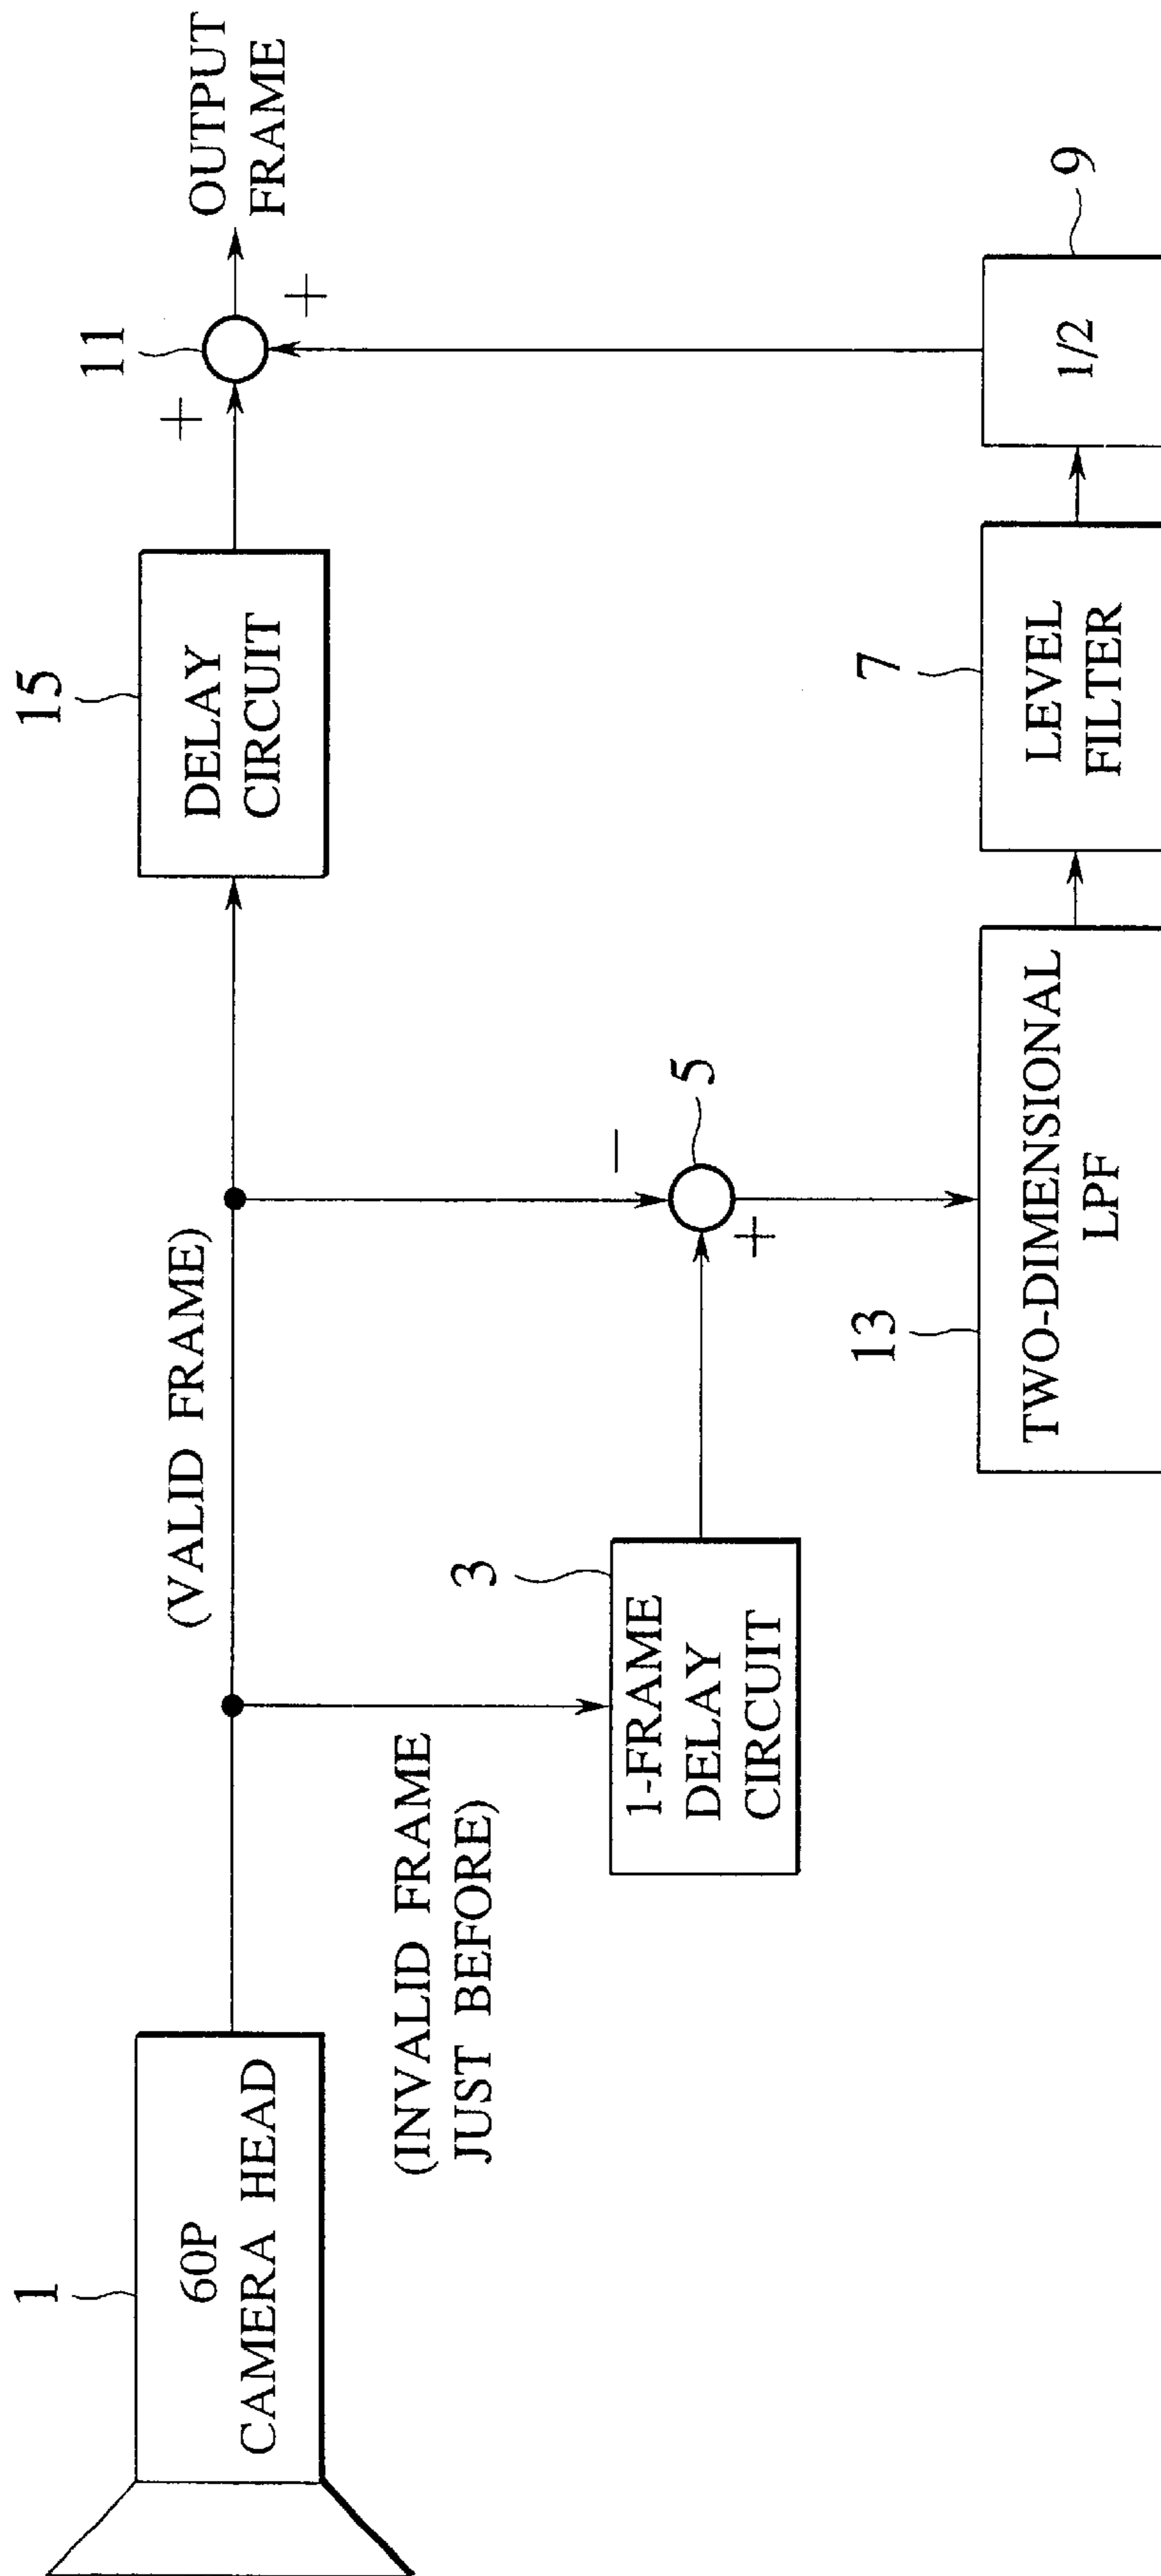 1
60P
CAMERA HEAD
(INVALID FRAME
JUST BEFORE)
(VALID FRAME)
3
1-FRAME
DELAY
CIRCUIT
5
−
+
15
DELAY
CIRCUIT
11
+
+
OUTPUT
FRAME
13
TWO-DIMENSIONAL
LPF
7
LEVEL
FILTER
9
1/2